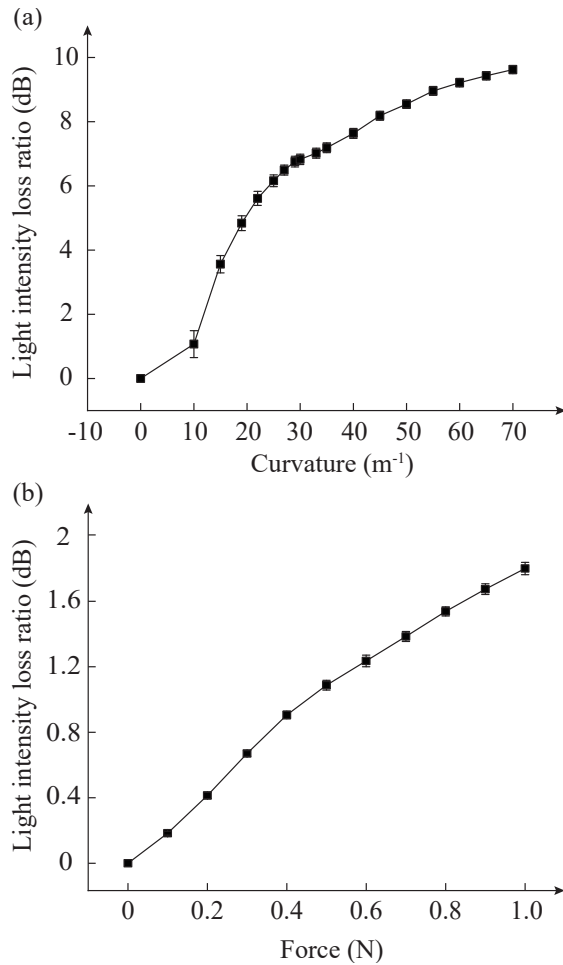 (a)
Light intensity loss ratio (dB)
10
8
6
4
2
0
-10 0 10 20 30 40 50 60 70
Curvature (m⁻¹)
(b)
Light intensity loss ratio (dB)
2
1.6
1.2
0.8
0.4
0
0 0.2 0.4 0.6 0.8 1.0
Force (N)